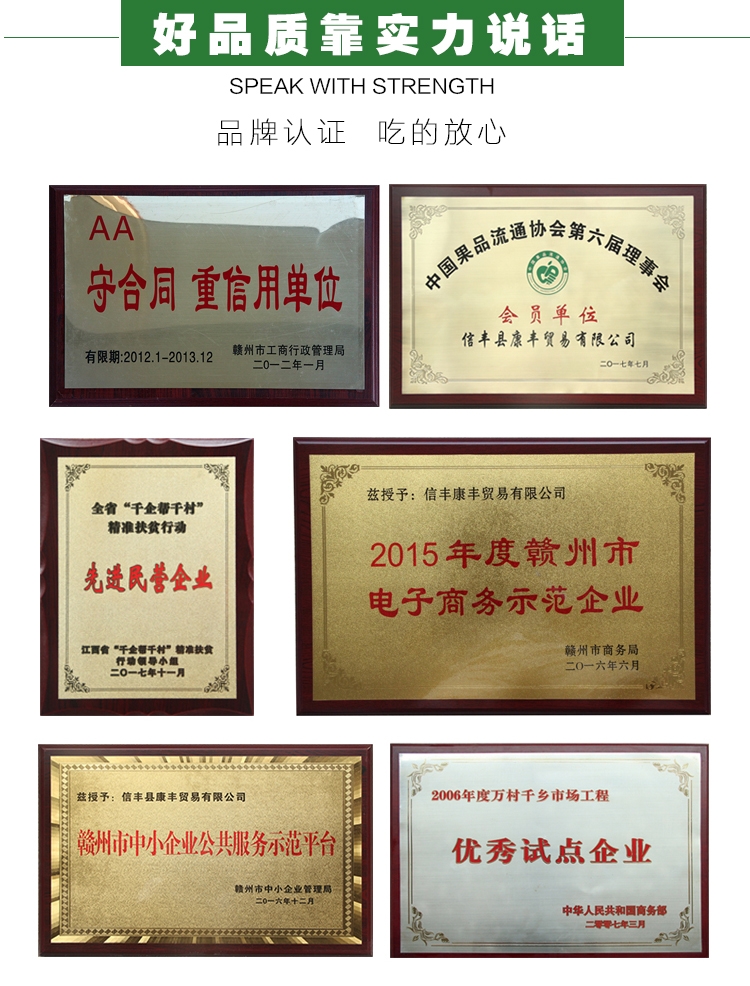 好品质靠实力说话
SPEAK WITH STRENGTH
品牌认证 吃的放心
AA
守合同 重信用单位
有限期:2012.1-2013.12
赣州市工商行政管理局
二〇一二年一月
中国果品流通协会第六届理事会
会员单位
信丰县康丰贸易有限公司
二〇一七年七月
全省“千企帮千村”
精准扶贫行动
先进民营企业
江西省“千企帮千村”精准扶贫
行动领导小组
二〇一七年十一月
兹授予：信丰康丰贸易有限公司
2015年度赣州市
电子商务示范企业
赣州市商务局
二〇一六年六月
兹授予：信丰县康丰贸易有限公司
赣州市中小企业公共服务示范平台
赣州市中小企业管理局
二〇一六年十二月
2006年度万村千乡市场工程
优秀试点企业
中华人民共和国商务部
二零零七年三月